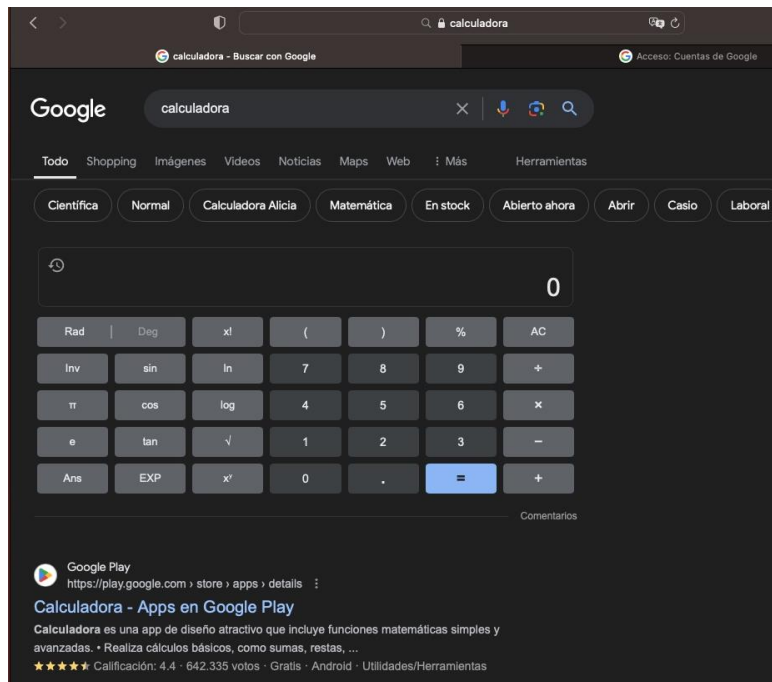 calculadora
calculadora - Buscar con Google
Acceso: Cuentas de Google
Google
calculadora
Todo Shopping Imágenes Videos Noticias Maps Web Más Herramientas
Científica Normal Calculadora Alicia Matemática En stock Abierto ahora Abrir Casio Laboral
0
Rad | Deg x! ( ) % AC
Inv sin ln 7 8 9 ÷
π cos log 4 5 6 ×
e tan √ 1 2 3 −
Ans EXP xʸ 0 . = +
Comentarios
Google Play
https://play.google.com › store › apps › details
Calculadora - Apps en Google Play
Calculadora es una app de diseño atractivo que incluye funciones matemáticas simples y
avanzadas. • Realiza cálculos básicos, como sumas, restas, ...
Calificación: 4.4 · 642.335 votos · Gratis · Android · Utilidades/Herramientas